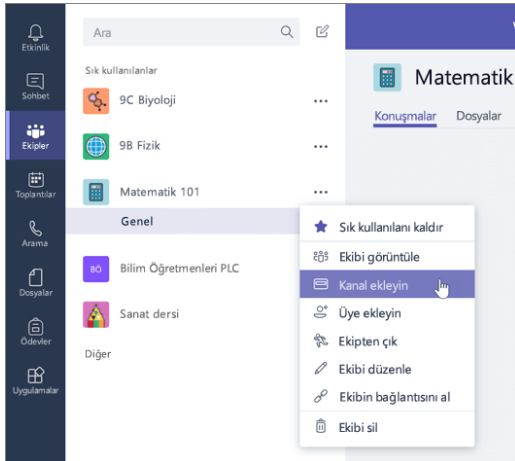 Etkinlik
Sohbet
Ekipler
Toplantılar
Arama
Dosyalar
Ödevler
Uygulamalar
Ara
Sık kullanılanlar
9C Biyoloji
9B Fizik
Matematik 101
Genel
BÖ Bilim Öğretmenleri PLC
Sanat dersi
Diğer
Matematik
Konuşmalar Dosyalar
Sık kullanılanı kaldır
Ekibi görüntüle
Kanal ekleyin
Üye ekleyin
Ekipten çık
Ekibi düzenle
Ekibin bağlantısını al
Ekibi sil